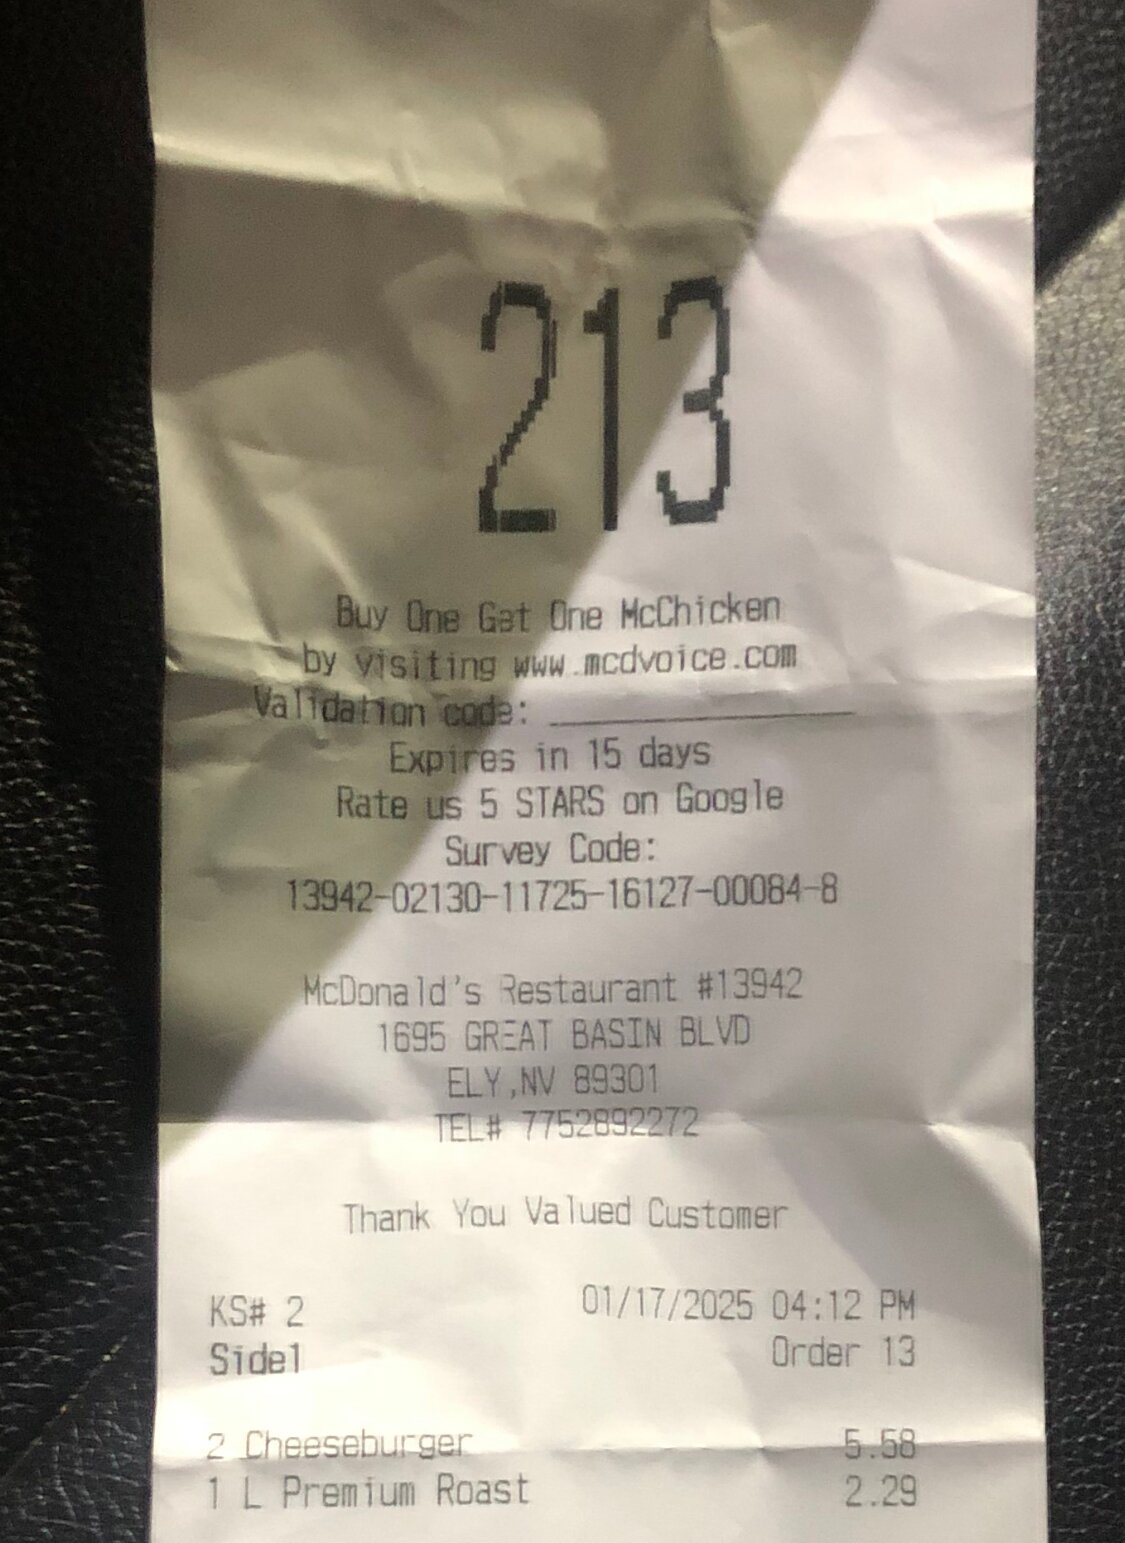 213
Buy One Get One McChicken
by visiting www.mcdvoice.com
Validation code: _______________
Expires in 15 days
Rate us 5 STARS on Google
Survey Code:
13942-02130-11725-16127-00084-8
McDonald's Restaurant #13942
1695 GREAT BASIN BLVD
ELY,NV 89301
TEL# 7752892272
Thank You Valued Customer
KS# 2 01/17/2025 04:12 PM
Side1 Order 13
2 Cheeseburger 5.58
1 L Premium Roast 2.29